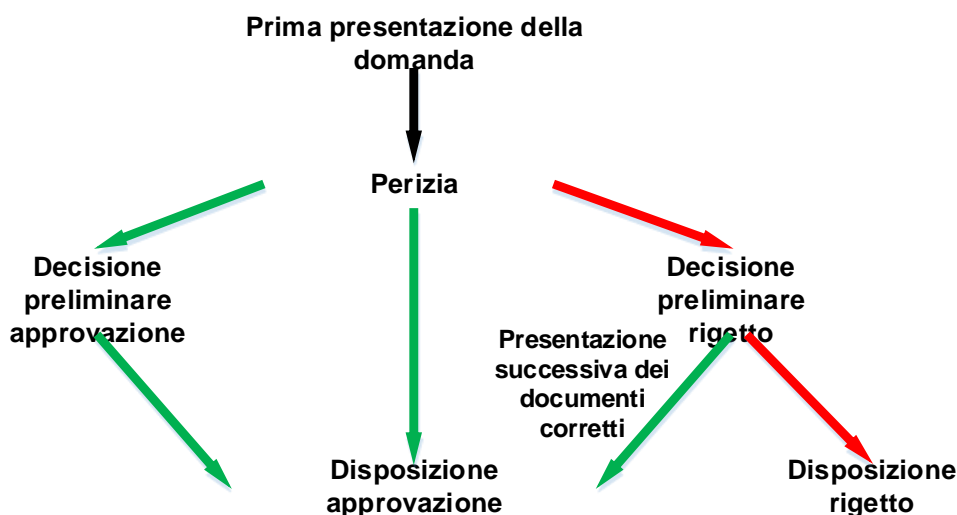 Prima presentazione della
domanda
Perizia
Decisione
preliminare
approvazione
Decisione
preliminare
rigetto
Presentazione
successiva dei
documenti
corretti
Disposizione
approvazione
Disposizione
rigetto